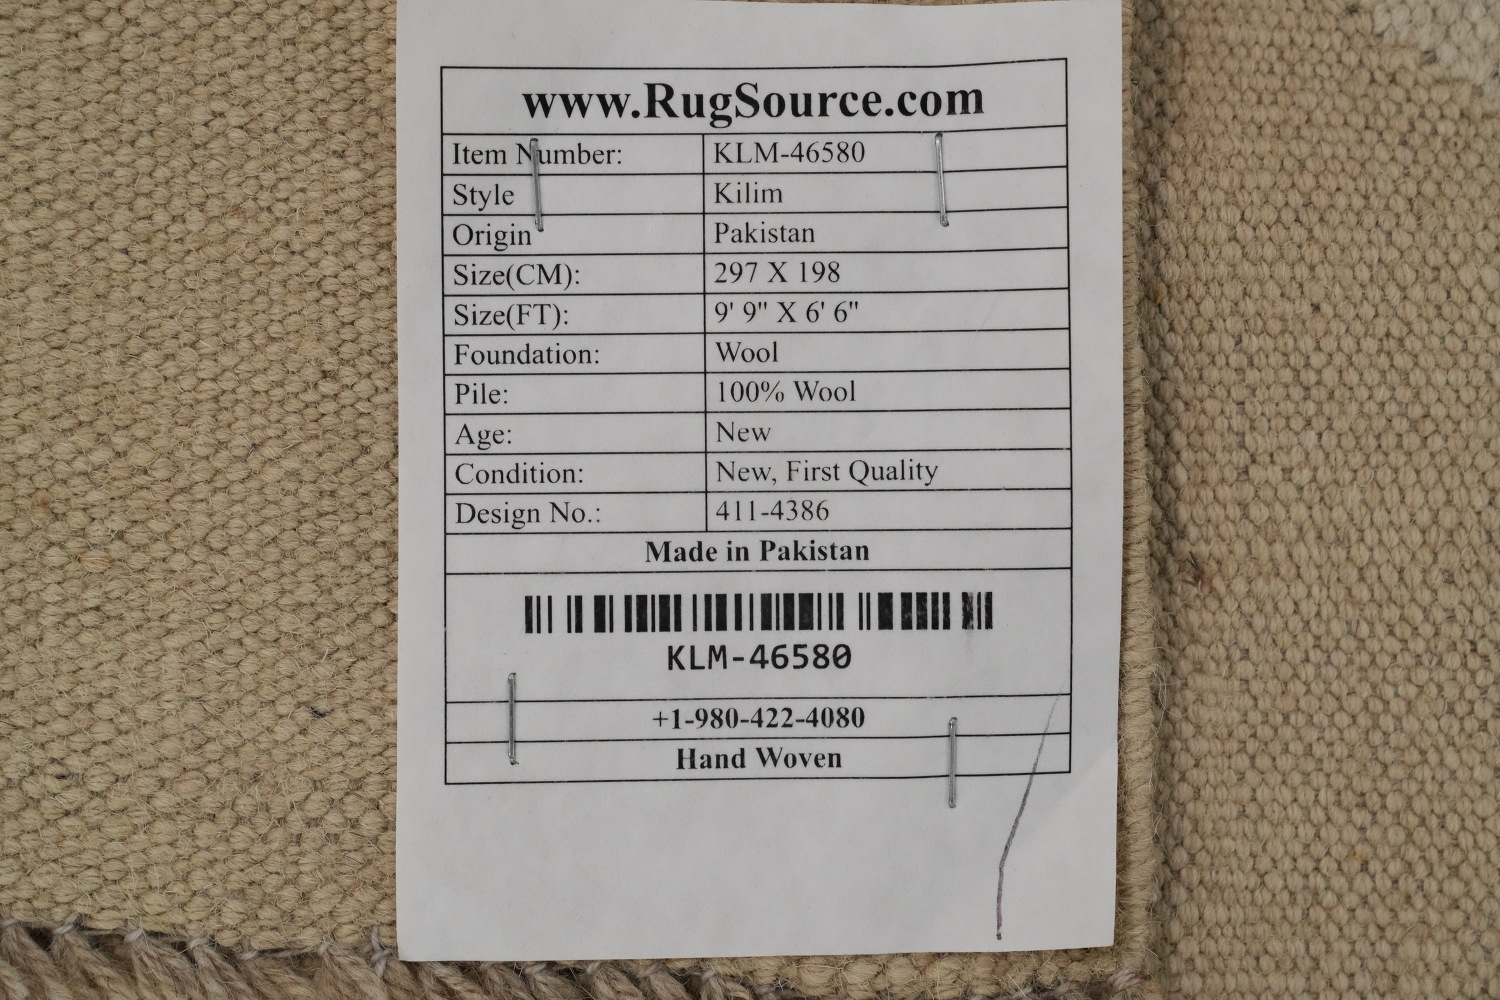 www.RugSource.com
Item Number: KLM-46580
Style Kilim
Origin Pakistan
Size(CM): 297 X 198
Size(FT): 9' 9" X 6' 6"
Foundation: Wool
Pile: 100% Wool
Age: New
Condition: New, First Quality
Design No.: 411-4386
Made in Pakistan
KLM-46580
+1-980-422-4080
Hand Woven